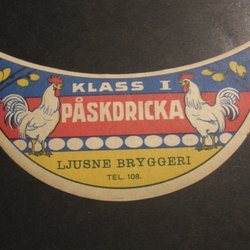 KLASS I
PÅSKDRICKA
LJUSNE BRYGGERI
TEL. 108.